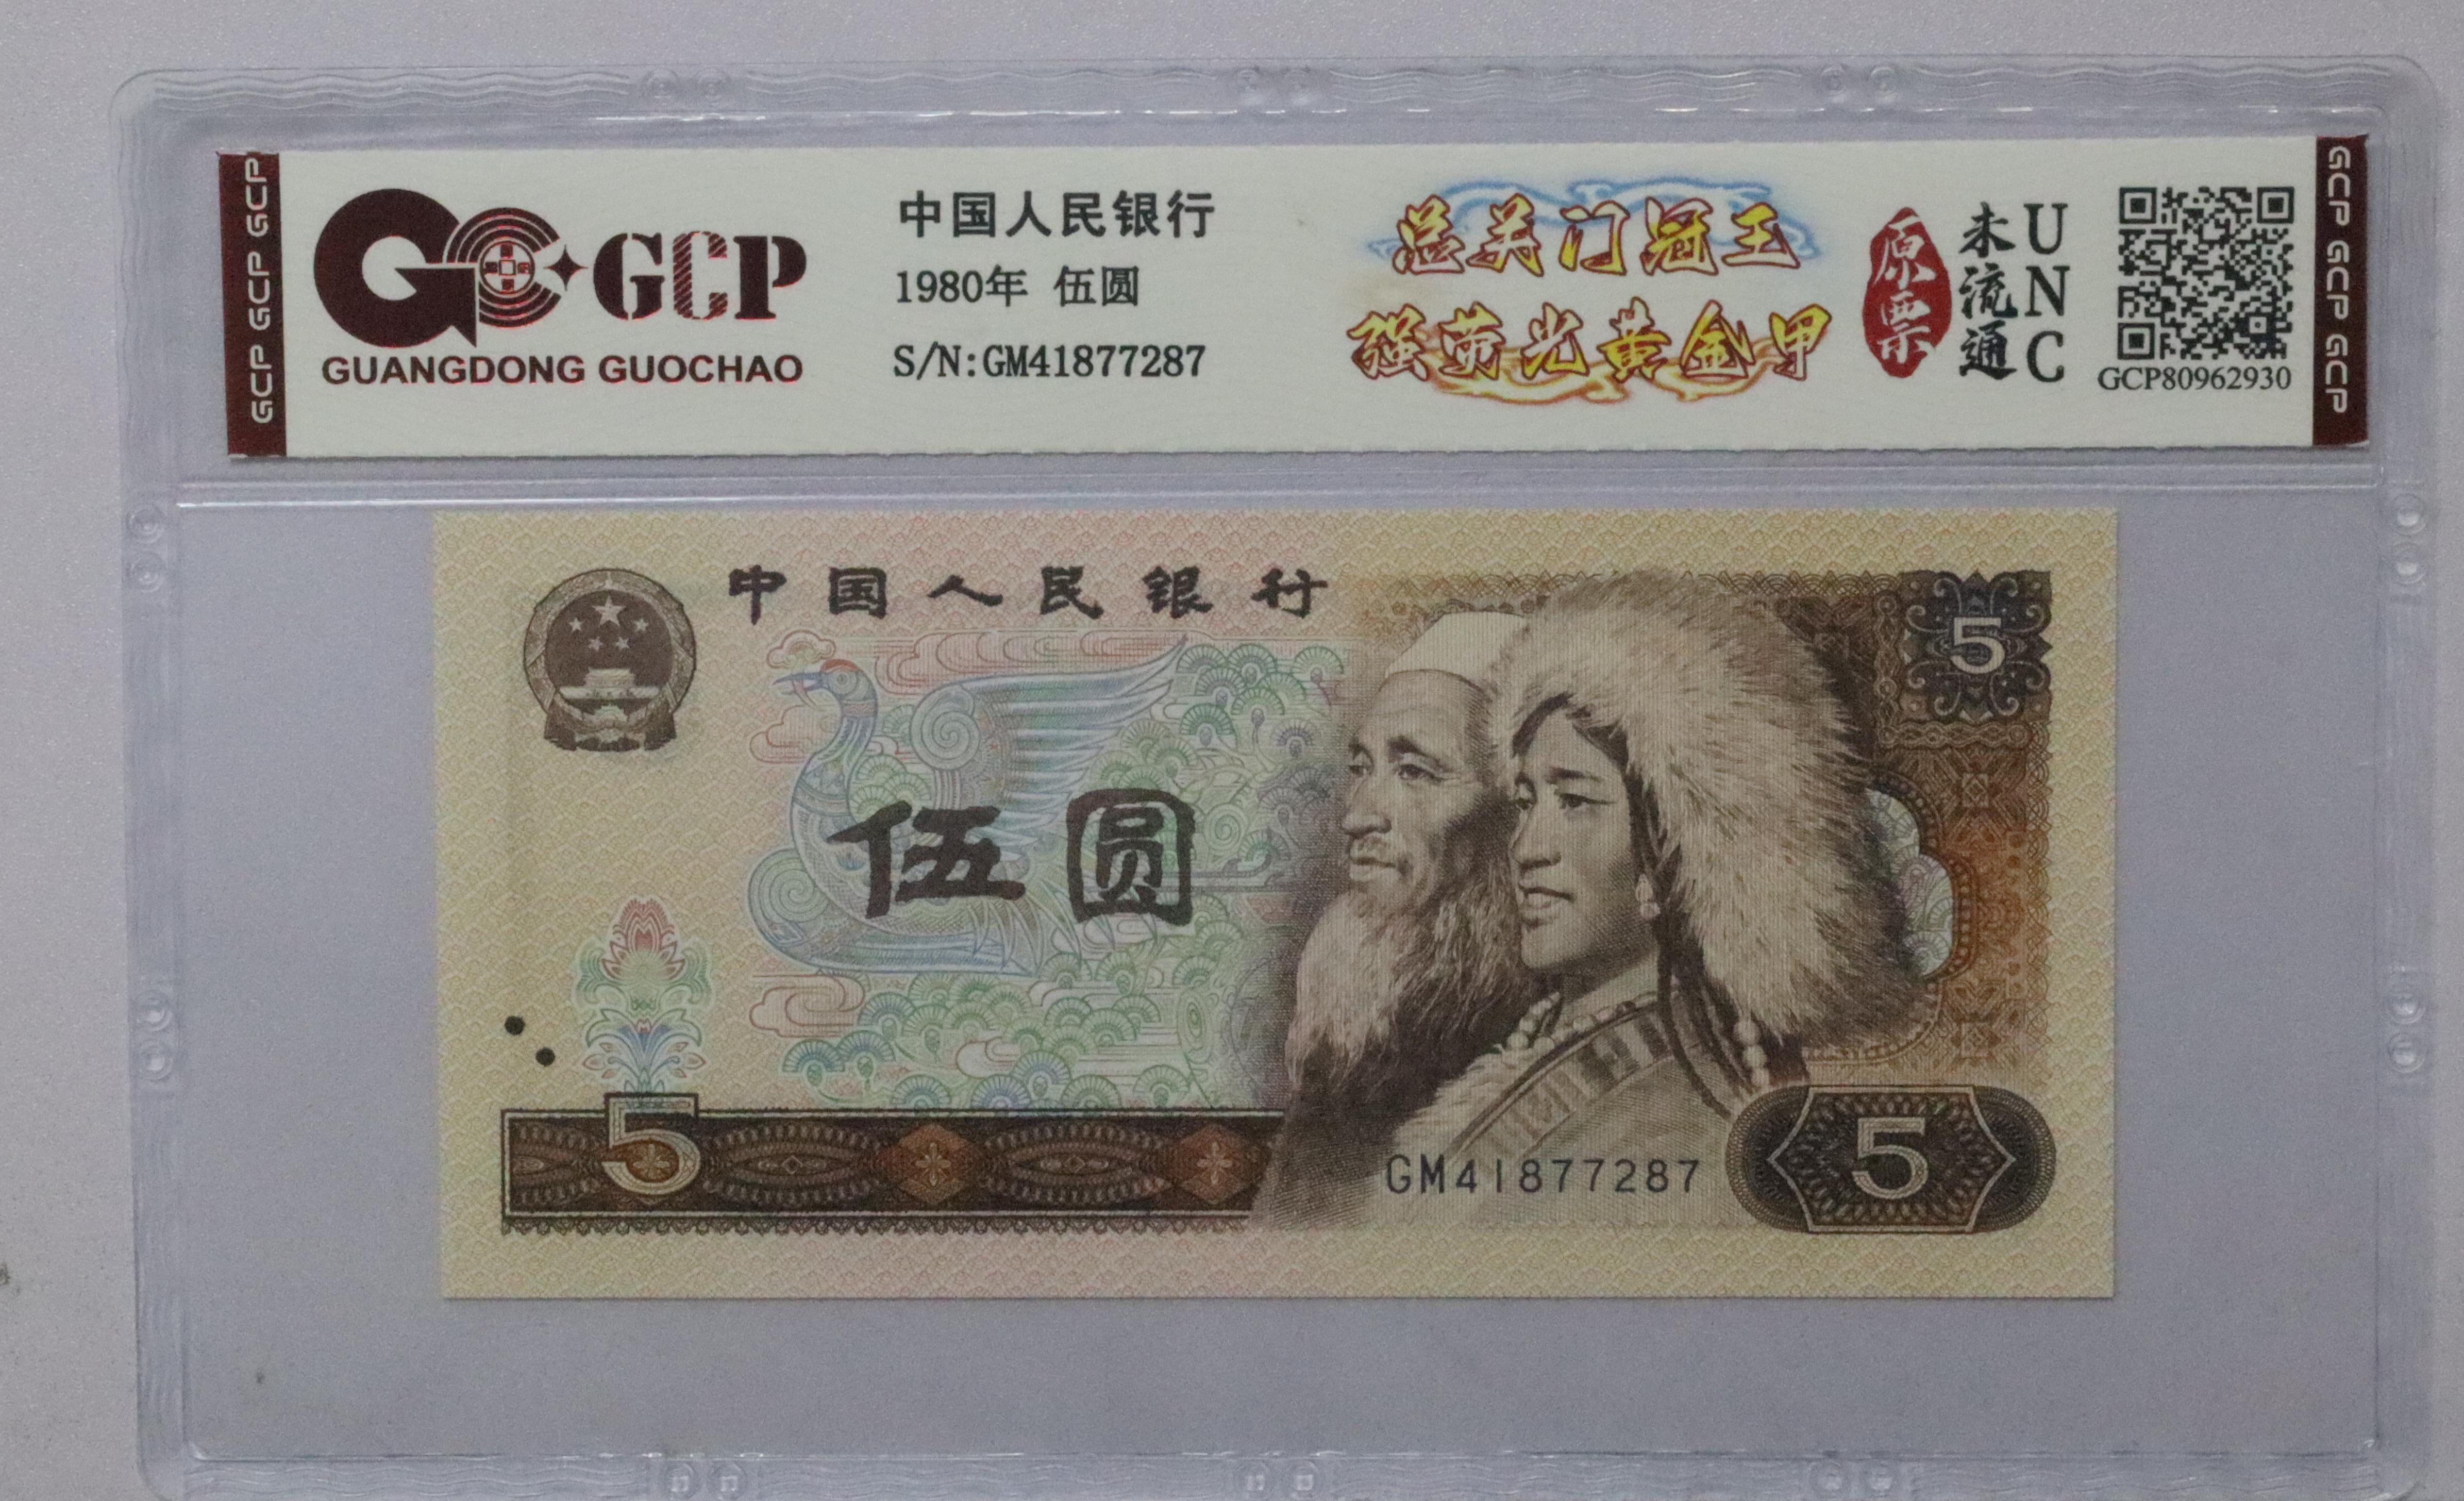 GCP GCP GCP
GCP
GUANGDONG GUOCHAO
中国人民银行
1980年 伍圆
S/N:GM41877287
总关门冠王
强荧光黄金甲
原票
未流通
UNC
GCP80962930
GCP GCP GCP
中国人民银行
5
伍圆
5
GM41877287
5